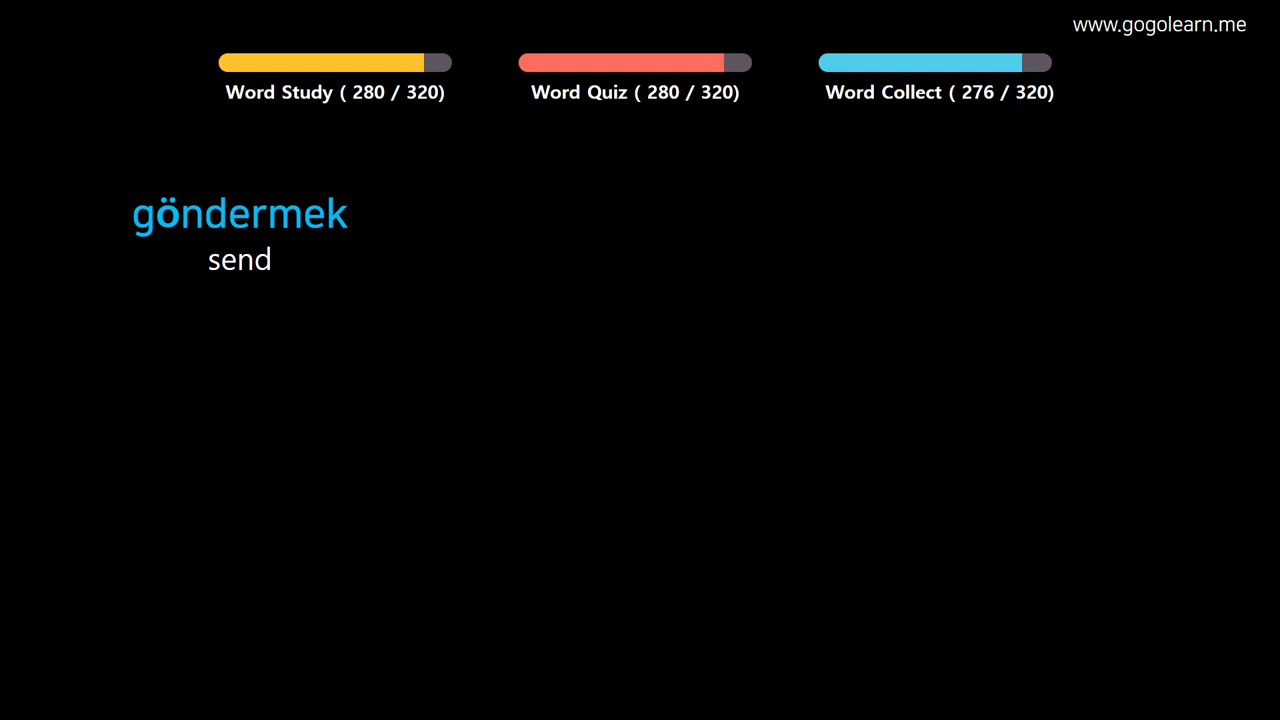 www.gogolearn.me
Word Study ( 280 / 320)
Word Quiz ( 280 / 320)
Word Collect ( 276 / 320)
göndermek
send